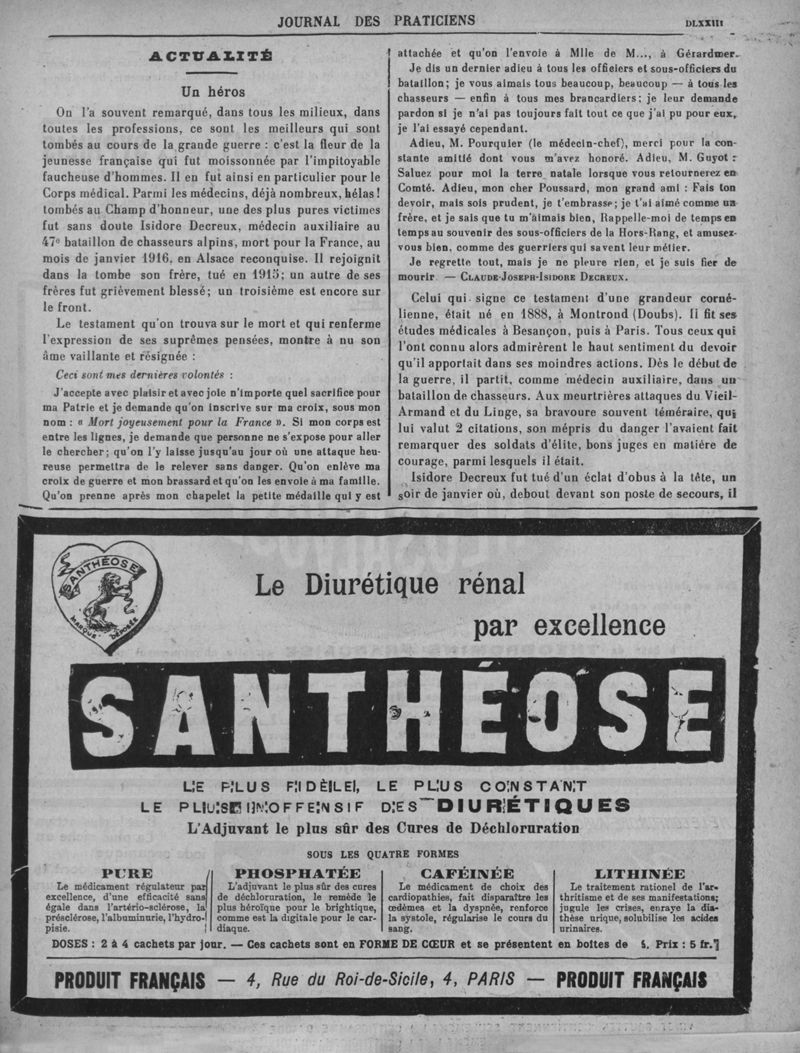 JOURNAL DES PRATICIENS
DLXXIII
ACTUALITÉ
Un héros
On l'a souvent remarqué, dans tous les milieux, dans
toutes les professions, ce sont les meilleurs qui sont
tombés au cours de la grande guerre : c'est la fleur de la
jeunesse française qui fut moissonnée par l'impitoyable
faucheuse d'hommes. Il en fut ainsi en particulier pour le
Corps médical. Parmi les médecins, déjà nombreux, hélas !
tombés au Champ d'honneur, une des plus pures victimes
fut sans doute Isidore Decreux, médecin auxiliaire au
47e bataillon de chasseurs alpins, mort pour la France, au
mois de janvier 1916, en Alsace reconquise. Il rejoignit
dans la tombe son frère, tué en 1915; un autre de ses
frères fut grièvement blessé; un troisième est encore sur
le front.
Le testament qu'on trouva sur le mort et qui renferme
l'expression de ses suprêmes pensées, montre à nu son
âme vaillante et résignée :
Ceci sont mes dernières volontés :
J'accepte avec plaisir et avec joie n'importe quel sacrifice pour
ma Patrie et je demande qu'on inscrive sur ma croix, sous mon
nom : « Mort joyeusement pour la France ». Si mon corps est
entre les lignes, je demande que personne ne s'expose pour aller
le chercher; qu'on l'y laisse jusqu'au jour où une attaque heu-
reuse permettra de le relever sans danger. Qu'on enlève ma
croix de guerre et mon brassard et qu'on les envoie à ma famille.
Qu'on prenne après mon chapelet la petite médaille qui y est
attachée et qu'on l'envoie à Mlle de M..., à Gérardmer.
Je dis un dernier adieu à tous les officiers et sous-officiers du
bataillon; je vous aimais tous beaucoup, beaucoup — à tous les
chasseurs — enfin à tous mes brancardiers; je leur demande
pardon si je n'ai pas toujours fait tout ce que j'ai pu pour eux,
je l'ai essayé cependant.
Adieu, M. Pourquier (le médecin-chef), merci pour la con-
stante amitié dont vous m'avez honoré. Adieu, M. Guyot :
Saluez pour moi la terre natale lorsque vous retournerez en
Comté. Adieu, mon cher Poussard, mon grand ami : Fais ton
devoir, mais sois prudent, je t'embrasse; je t'ai aimé comme un
frère, et je sais que tu m'aimais bien, Rappelle-moi de temps en
temps au souvenir des sous-officiers de la Hors-Rang, et amusez-
vous bien, comme des guerriers qui savent leur métier.
Je regrette tout, mais je ne pleure rien, et je suis fier de
mourir — CLAUDE-JOSEPH-ISIDORE DECREUX.
Celui qui signe ce testament d'une grandeur corné-
lienne, était né en 1888, à Montrond (Doubs). Il fit ses
études médicales à Besançon, puis à Paris. Tous ceux qui
l'ont connu alors admirèrent le haut sentiment du devoir
qu'il apportait dans ses moindres actions. Dès le début de
la guerre, il partit, comme médecin auxiliaire, dans un
bataillon de chasseurs. Aux meurtrières attaques du Vieil-
Armand et du Linge, sa bravoure souvent téméraire, qui
lui valut 2 citations, son mépris du danger l'avaient fait
remarquer des soldats d'élite, bons juges en matière de
courage, parmi lesquels il était.
Isidore Decreux fut tué d'un éclat d'obus à la tête, un
soir de janvier où, debout devant son poste de secours, il
SANTHÉOSE
MARQUE DÉPOSÉE
Le Diurétique rénal
par excellence
SANTHÉOSE
LE PLUS FIDÈLE, LE PLUS CONSTANT
LE PLUS INOFFENSIF DES DIURÉTIQUES
L'Adjuvant le plus sûr des Cures de Déchloruration
SOUS LES QUATRE FORMES
PURE
Le médicament régulateur par
excellence, d'une efficacité sans
égale dans l'artério-sclérose, la
présclérose, l'albuminurie, l'hydro-
pisie.
PHOSPHATÉE
L'adjuvant le plus sûr des cures
de déchloruration, le remède le
plus héroïque pour le brightique,
comme est la digitale pour le car-
diaque.
CAFÉINÉE
Le médicament de choix des
cardiopathies, fait disparaître les
œdèmes et la dyspnée, renforce
la systole, régularise le cours du
sang.
LITHINÉE
Le traitement rationel de l'ar-
thritisme et de ses manifestations;
jugule les crises, enraye la dia-
thèse urique, solubilise les acides
urinaires.
DOSES : 2 à 4 cachets par jour. — Ces cachets sont en FORME DE CŒUR et se présentent en boîtes de . Prix : 5 fr.
PRODUIT FRANÇAIS — 4, Rue du Roi-de-Sicile, 4, PARIS — PRODUIT FRANÇAIS